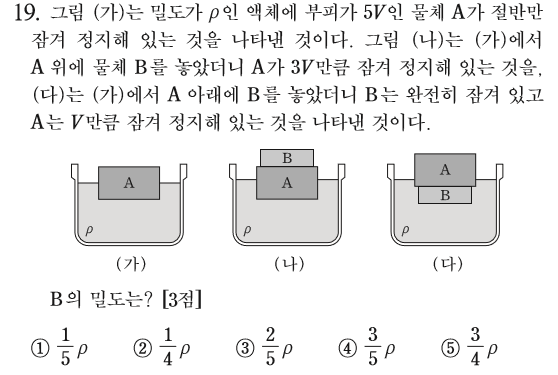 19. 그림 (가)는 밀도가 ρ인 액체에 부피가 5V인 물체 A가 절반만
잠겨 정지해 있는 것을 나타낸 것이다. 그림 (나)는 (가)에서
A 위에 물체 B를 놓았더니 A가 3V만큼 잠겨 정지해 있는 것을,
(다)는 (가)에서 A 아래에 B를 놓았더니 B는 완전히 잠겨 있고
A는 V만큼 잠겨 정지해 있는 것을 나타낸 것이다.
A
ρ
(가)
B
A
ρ
(나)
A
B
ρ
(다)
B의 밀도는? [3점]
① 1/5 ρ ② 1/4 ρ ③ 2/5 ρ ④ 3/5 ρ ⑤ 3/4 ρ